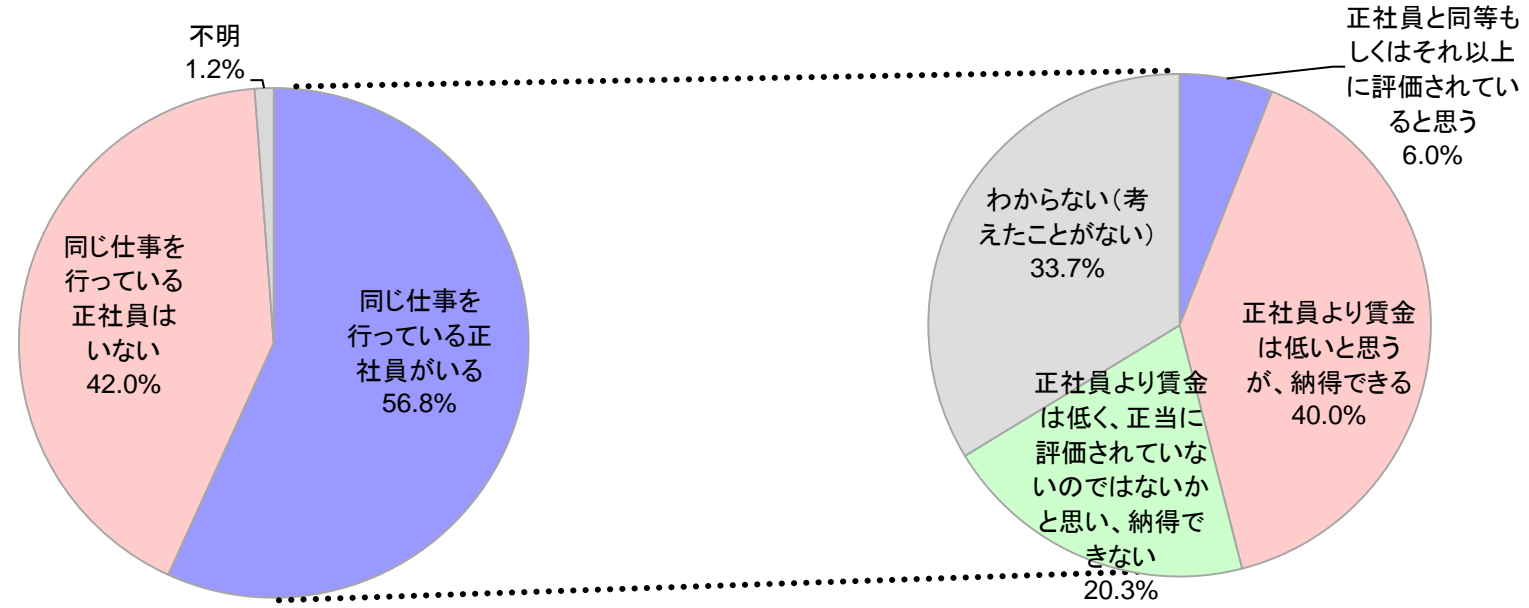 不明
1.2%
同じ仕事を
行っている
正社員は
いない
42.0%
同じ仕事を
行っている正
社員がいる
56.8%
正社員と同等も
しくはそれ以上
に評価されてい
ると思う
6.0%
わからない（考
えたことがない）
33.7%
正社員より賃金
は低いと思う
が、納得できる
40.0%
正社員より賃金
は低く、正当に
評価されていな
いのではないか
と思い、納得で
きない
20.3%